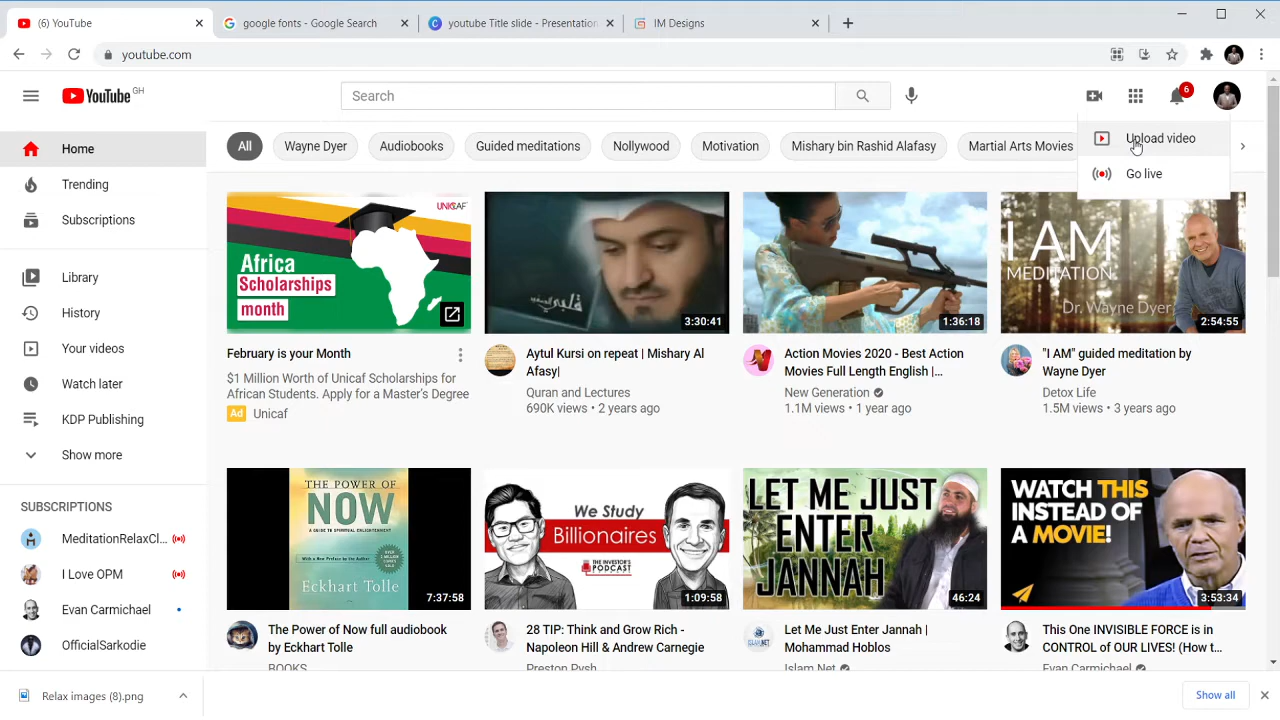 (6) YouTube
google fonts - Google Search
youtube Title slide - Presentation
IM Designs
youtube.com
YouTube GH
Search
6
Upload video
Go live
Home
Trending
Subscriptions
Library
History
Your videos
Watch later
KDP Publishing
Show more
SUBSCRIPTIONS
MeditationRelaxCl...
I Love OPM
Evan Carmichael
OfficialSarkodie
All
Wayne Dyer
Audiobooks
Guided meditations
Nollywood
Motivation
Mishary bin Rashid Alafasy
Martial Arts Movies
UNICAF
Africa
Scholarships
month
February is your Month
$1 Million Worth of Unicaf Scholarships for
African Students. Apply for a Master's Degree
Ad Unicaf
3:30:41
Aytul Kursi on repeat | Mishary Al
Afasy|
Quran and Lectures
690K views • 2 years ago
1:36:18
Action Movies 2020 - Best Action
Movies Full Length English |...
New Generation
1.1M views • 1 year ago
I AM
MEDITATION
Dr. Wayne Dyer
2:54:55
"I AM" guided meditation by
Wayne Dyer
Detox Life
1.5M views • 3 years ago
THE POWER OF
NOW
A GUIDE TO SPIRITUAL ENLIGHTENMENT
With a New Preface by the Author
Eckhart Tolle
7:37:58
The Power of Now full audiobook
by Eckhart Tolle
BOOKS
We Study
Billionaires
THE INVESTOR'S
PODCAST
1:09:58
28 TIP: Think and Grow Rich -
Napoleon Hill & Andrew Carnegie
Preston Pysh
LET ME JUST
ENTER
JANNAH
46:24
Let Me Just Enter Jannah |
Mohammad Hoblos
Islam Net
WATCH THIS
INSTEAD OF
A MOVIE!
3:53:34
This One INVISIBLE FORCE is in
CONTROL of OUR LIVES! (How t...
Evan Carmichael
Relax images (8).png
Show all